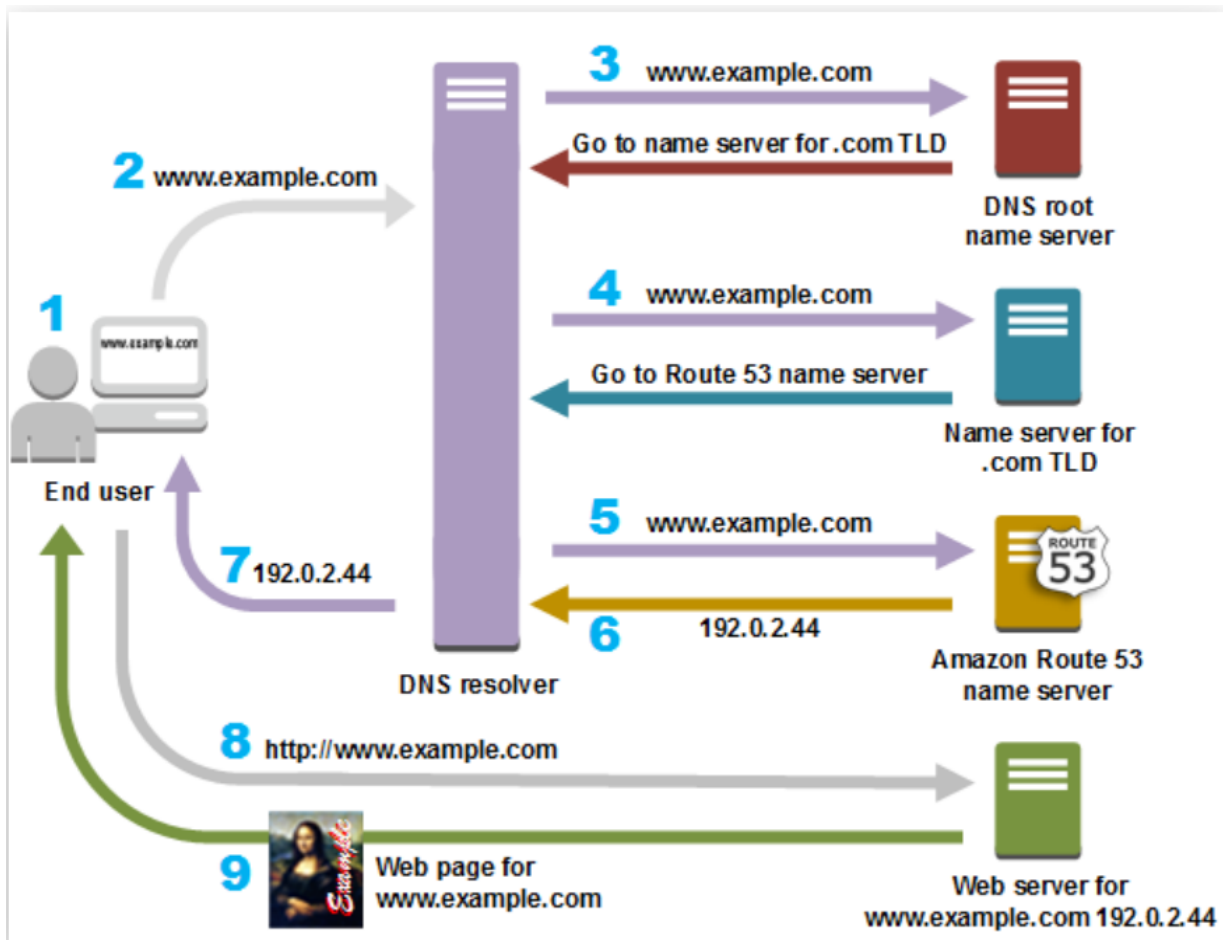 3 www.example.com
Go to name server for .com TLD
DNS root
name server
2 www.example.com
4 www.example.com
Go to Route 53 name server
Name server for
.com TLD
1
www.example.com
End user
5 www.example.com
ROUTE
53
6
192.0.2.44
Amazon Route 53
name server
7 192.0.2.44
DNS resolver
8 http://www.example.com
9
Example
Web page for
www.example.com
Web server for
www.example.com 192.0.2.44